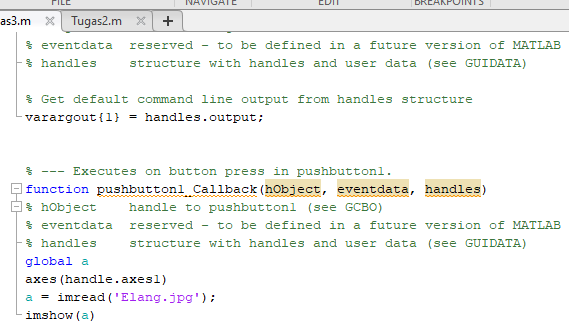 FILE NAVIGATE EDIT BREAKPOINTS
as3.m Tugas2.m
% eventdata reserved - to be defined in a future version of MATLAB
% handles structure with handles and user data (see GUIDATA)
% Get default command line output from handles structure
varargout{1} = handles.output;
% --- Executes on button press in pushbutton1.
function pushbutton1_Callback(hObject, eventdata, handles)
% hObject handle to pushbutton1 (see GCBO)
% eventdata reserved - to be defined in a future version of MATLAB
% handles structure with handles and user data (see GUIDATA)
global a
axes(handle.axes1)
a = imread('Elang.jpg');
imshow(a)